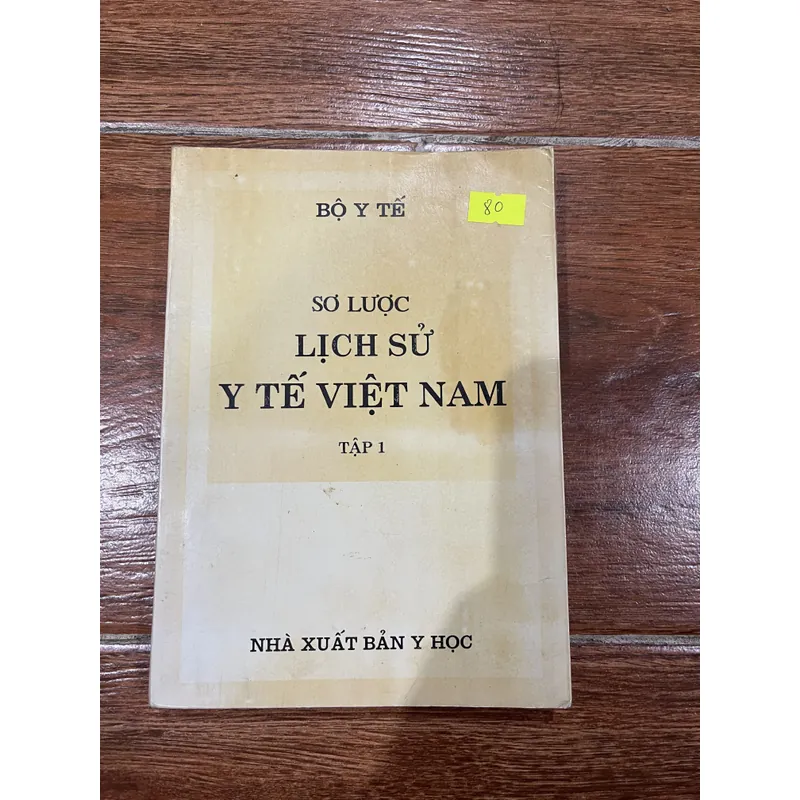 BỘ Y TẾ
80
SƠ LƯỢC
LỊCH SỬ
Y TẾ VIỆT NAM
TẬP 1
NHÀ XUẤT BẢN Y HỌC